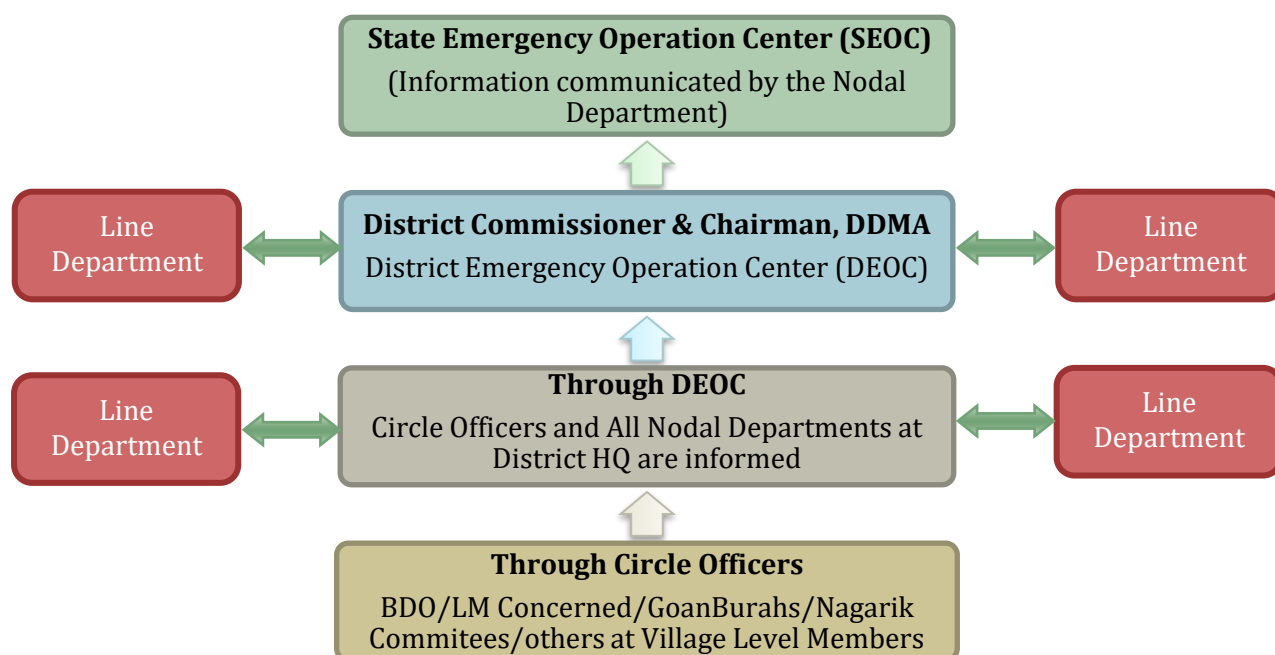 State Emergency Operation Center (SEOC)
(Information communicated by the Nodal
Department)
Line
Department
District Commissioner & Chairman, DDMA
District Emergency Operation Center (DEOC)
Line
Department
Line
Department
Through DEOC
Circle Officers and All Nodal Departments at
District HQ are informed
Line
Department
Through Circle Officers
BDO/LM Concerned/GoanBurahs/Nagarik
Commitees/others at Village Level Members